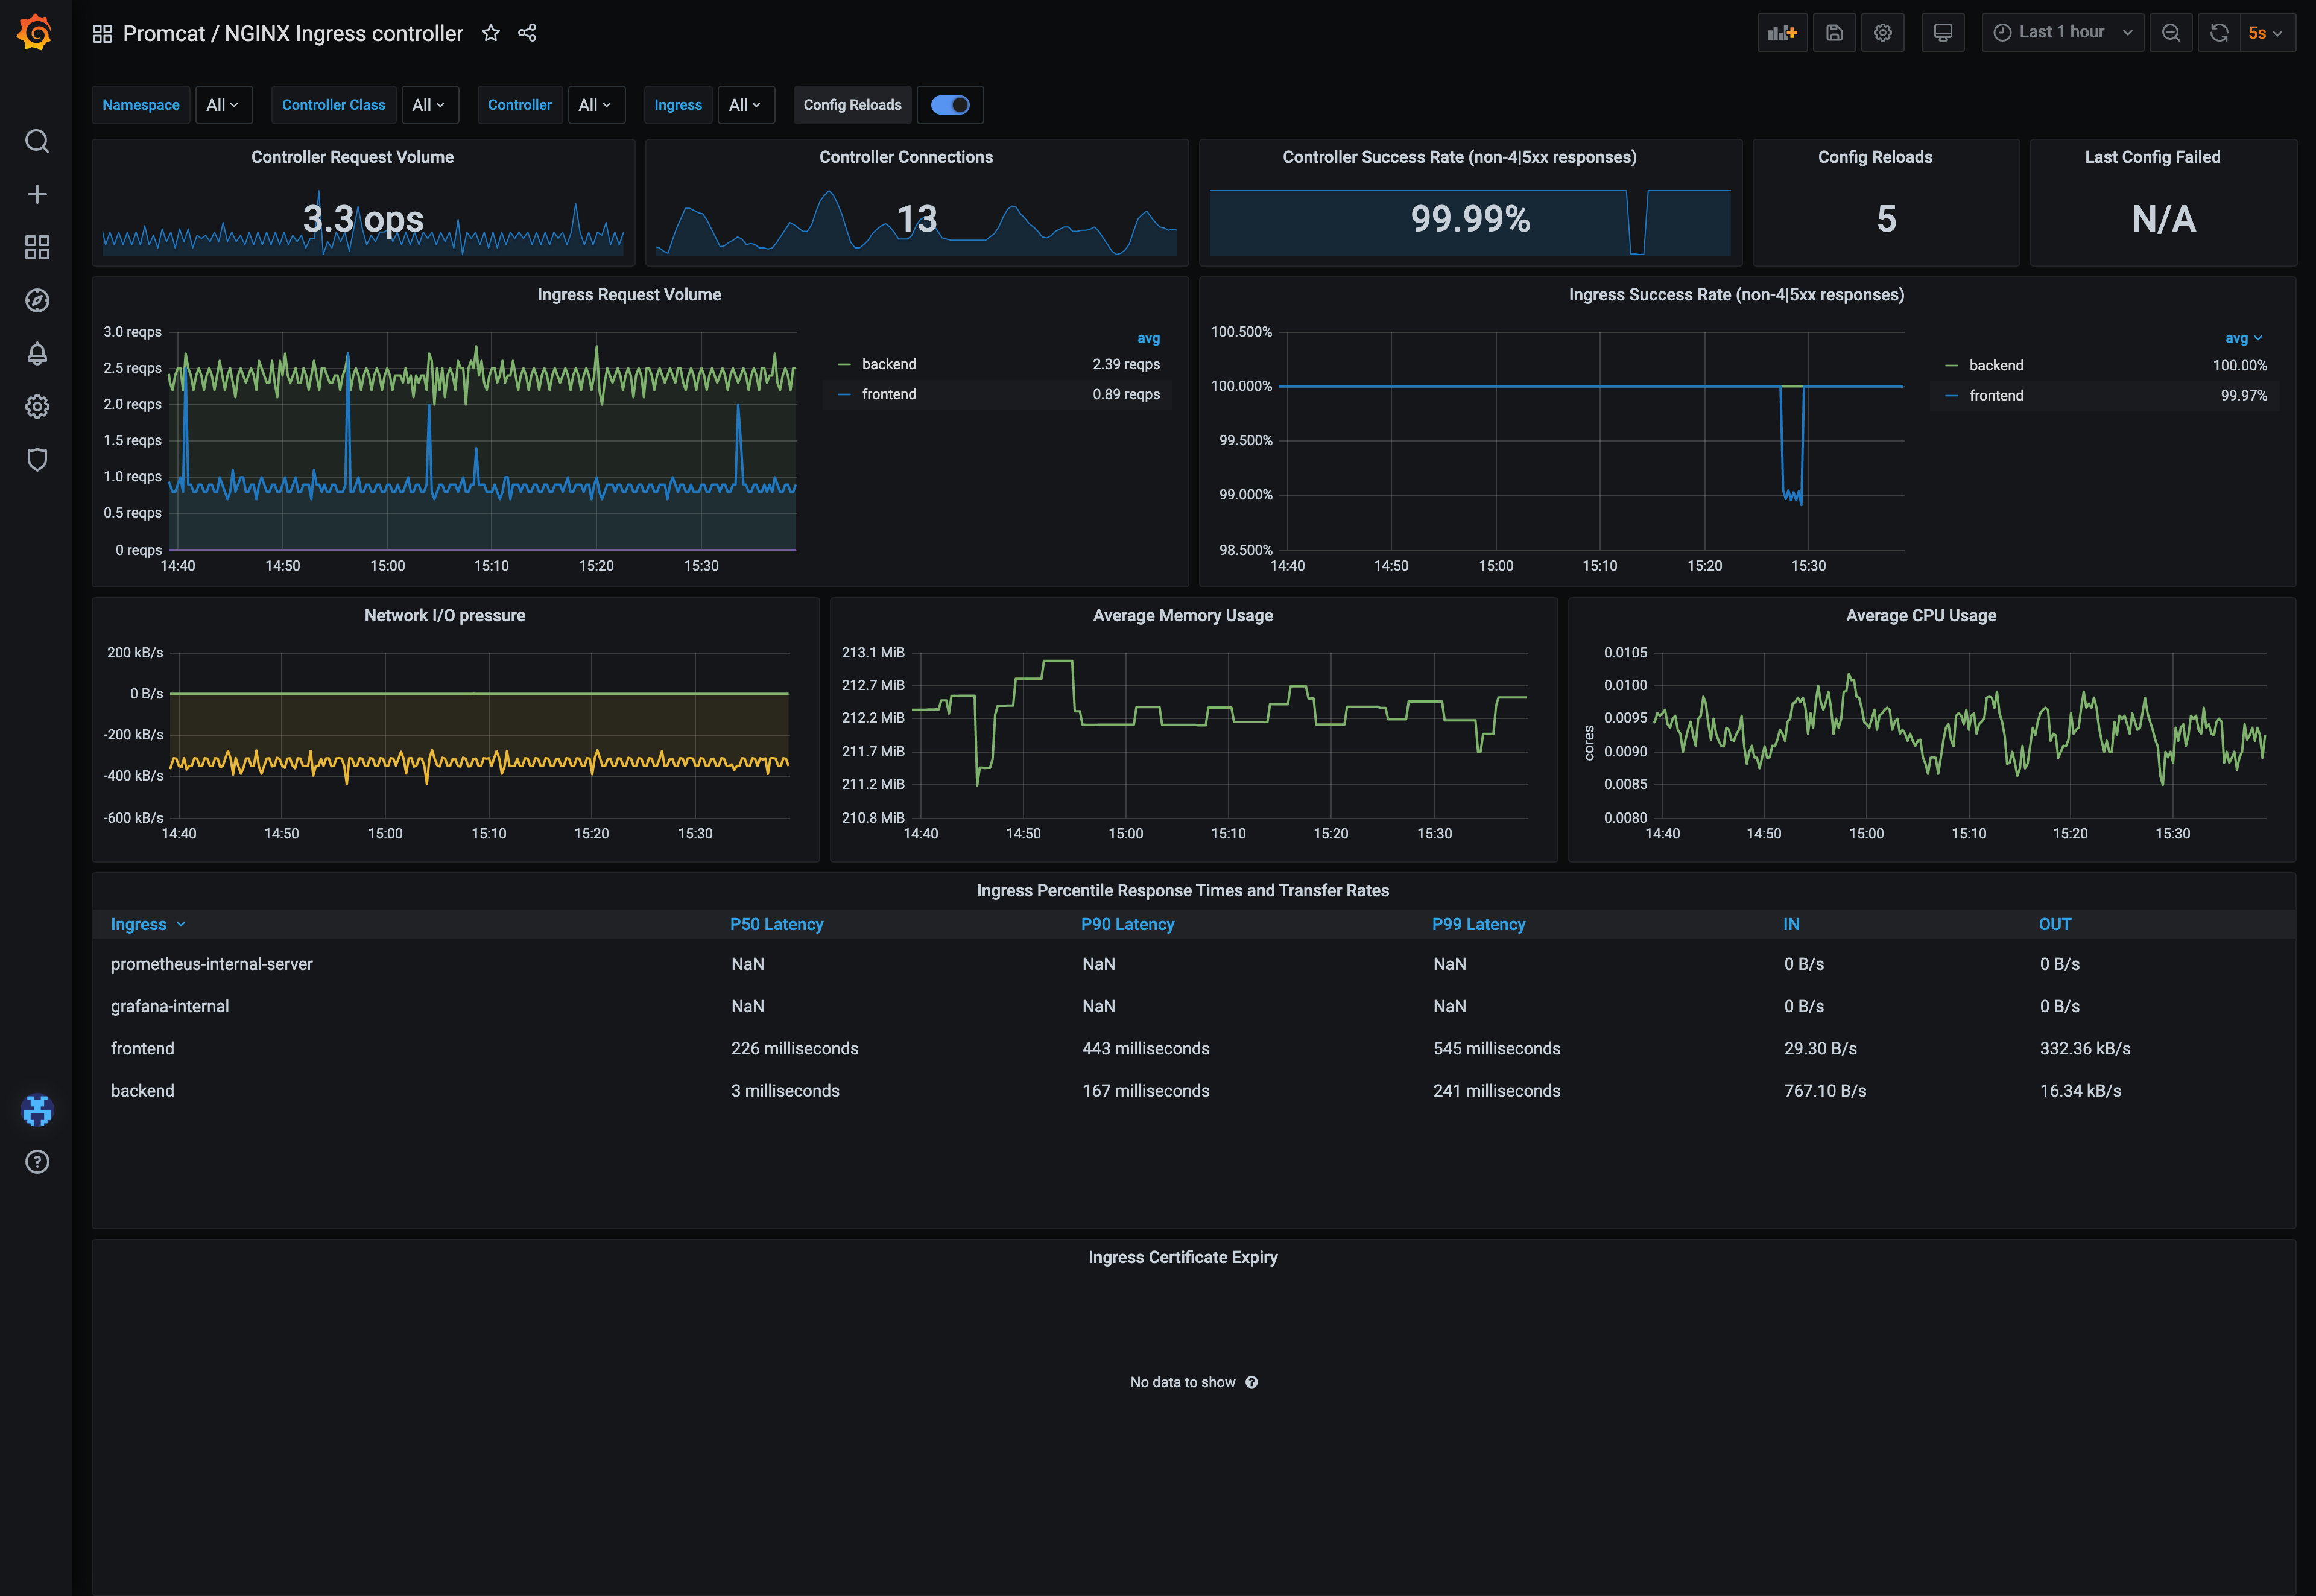 Promcat / NGINX Ingress controller
Last 1 hour
5s
Namespace All Controller Class All Controller All Ingress All Config Reloads
Controller Request Volume
3.3 ops
Controller Connections
13
Controller Success Rate (non-4|5xx responses)
99.99%
Config Reloads
5
Last Config Failed
N/A
Ingress Request Volume
3.0 reqps
2.5 reqps
2.0 reqps
1.5 reqps
1.0 reqps
0.5 reqps
0 reqps
14:40 14:50 15:00 15:10 15:20 15:30
avg
backend 2.39 reqps
frontend 0.89 reqps
Ingress Success Rate (non-4|5xx responses)
100.500%
100.000%
99.500%
99.000%
98.500%
14:40 14:50 15:00 15:10 15:20 15:30
avg
backend 100.00%
frontend 99.97%
Network I/O pressure
200 kB/s
0 B/s
-200 kB/s
-400 kB/s
-600 kB/s
14:40 14:50 15:00 15:10 15:20 15:30
Average Memory Usage
213.1 MiB
212.7 MiB
212.2 MiB
211.7 MiB
211.2 MiB
210.8 MiB
14:40 14:50 15:00 15:10 15:20 15:30
Average CPU Usage
cores
0.0105
0.0100
0.0095
0.0090
0.0085
0.0080
14:40 14:50 15:00 15:10 15:20 15:30
Ingress Percentile Response Times and Transfer Rates
Ingress P50 Latency P90 Latency P99 Latency IN OUT
prometheus-internal-server NaN NaN NaN 0 B/s 0 B/s
grafana-internal NaN NaN NaN 0 B/s 0 B/s
frontend 226 milliseconds 443 milliseconds 545 milliseconds 29.30 B/s 332.36 kB/s
backend 3 milliseconds 167 milliseconds 241 milliseconds 767.10 B/s 16.34 kB/s
Ingress Certificate Expiry
No data to show